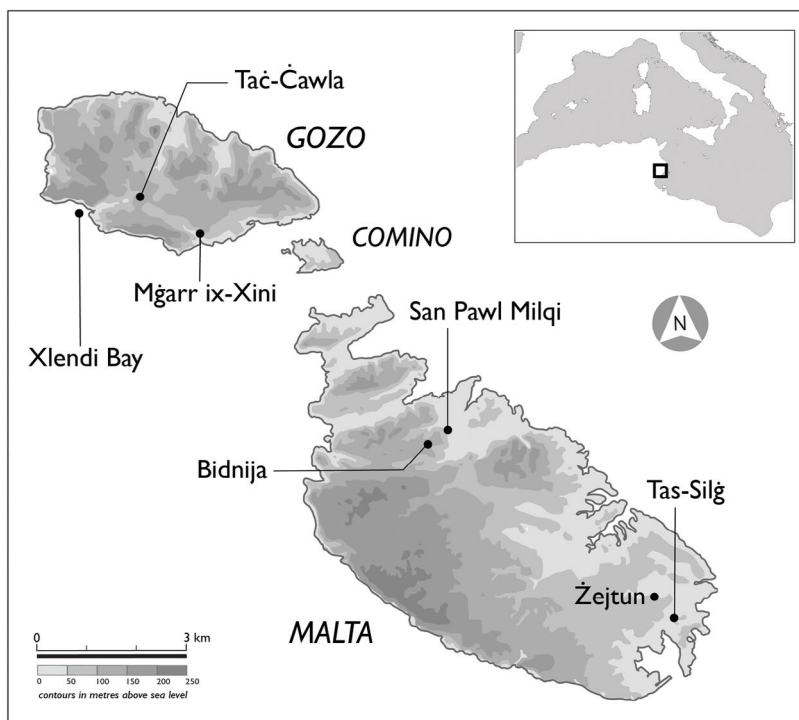 Taċ-Ċawla
GOZO
COMINO
Mġarr ix-Xini
San Pawl Milqi
N
Xlendi Bay
Bidnija
Tas-Silġ
Żejtun
MALTA
0 3 km
0 50 100 150 200 250
contours in metres above sea level